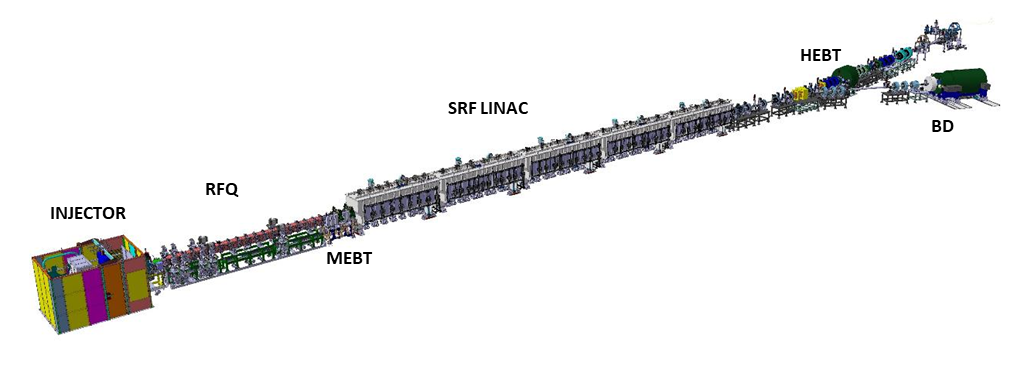 INJECTOR
RFQ
MEBT
SRF LINAC
HEBT
BD